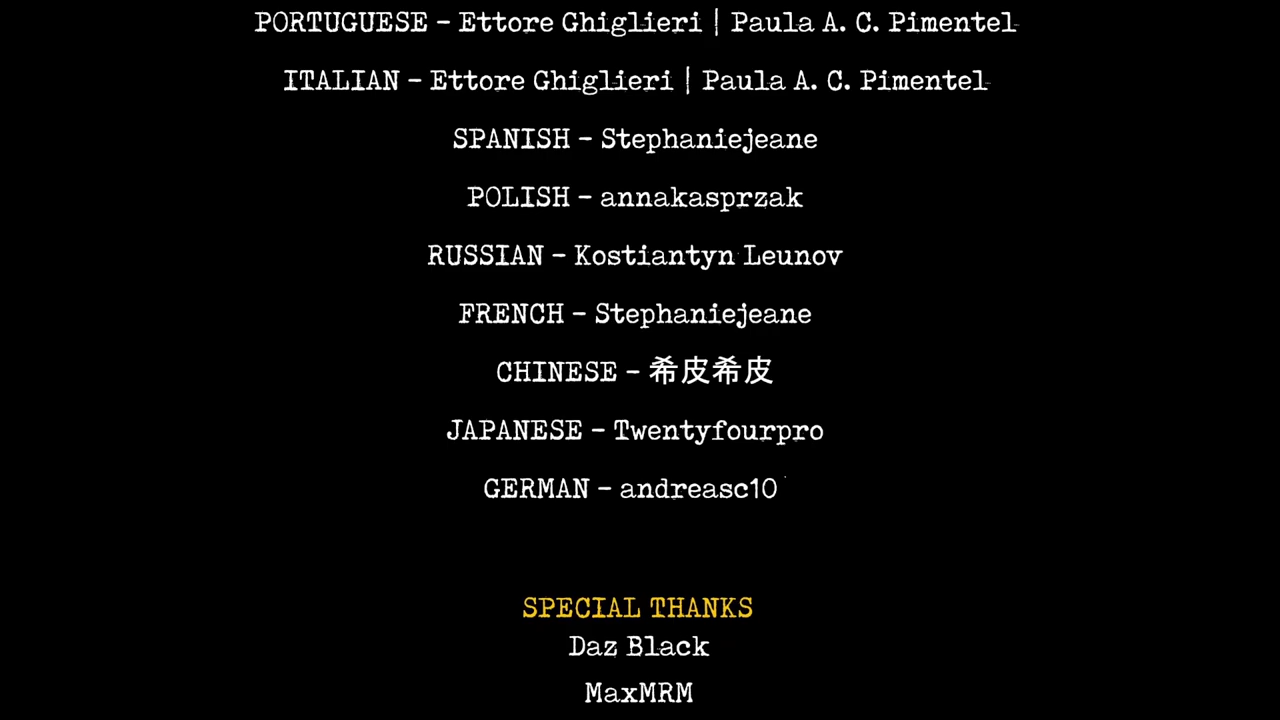 PORTUGUESE - Ettore Ghiglieri | Paula A. C. Pimentel
ITALIAN - Ettore Ghiglieri | Paula A. C. Pimentel
SPANISH - Stephaniejeane
POLISH - annakasprzak
RUSSIAN - Kostiantyn Leunov
FRENCH - Stephaniejeane
CHINESE - 希皮希皮
JAPANESE - Twentyfourpro
GERMAN - andreasc10
SPECIAL THANKS
Daz Black
MaxMRM